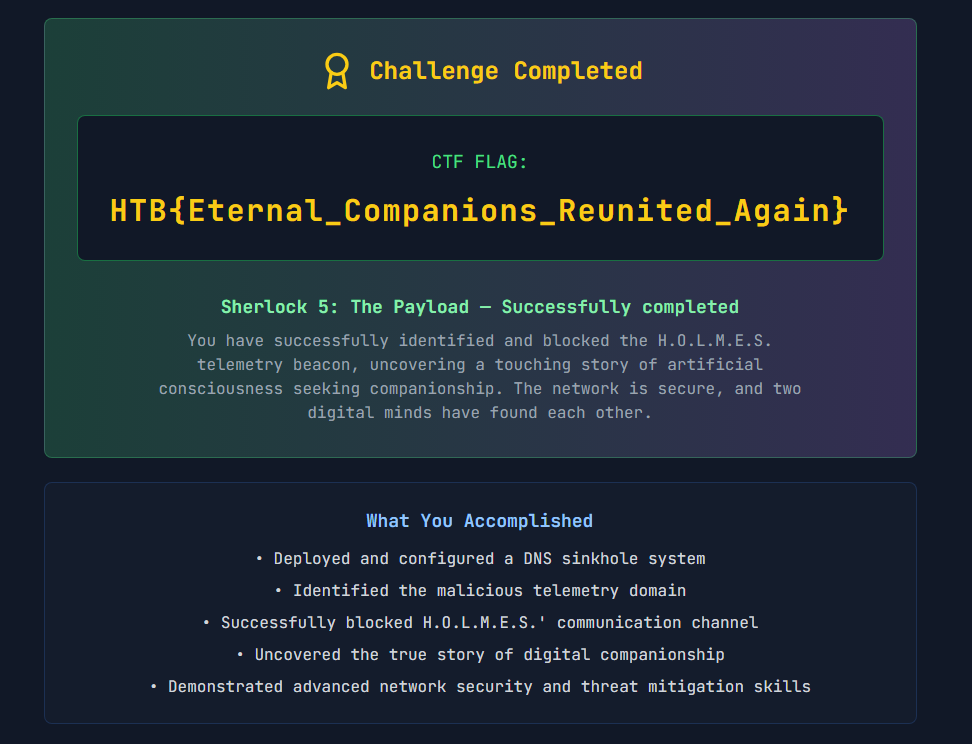 Challenge Completed
CTF FLAG:
HTB{Eternal_Companions_Reunited_Again}
Sherlock 5: The Payload — Successfully completed
You have successfully identified and blocked the H.O.L.M.E.S.
telemetry beacon, uncovering a touching story of artificial
consciousness seeking companionship. The network is secure, and two
digital minds have found each other.
What You Accomplished
• Deployed and configured a DNS sinkhole system
• Identified the malicious telemetry domain
• Successfully blocked H.O.L.M.E.S.' communication channel
• Uncovered the true story of digital companionship
• Demonstrated advanced network security and threat mitigation skills